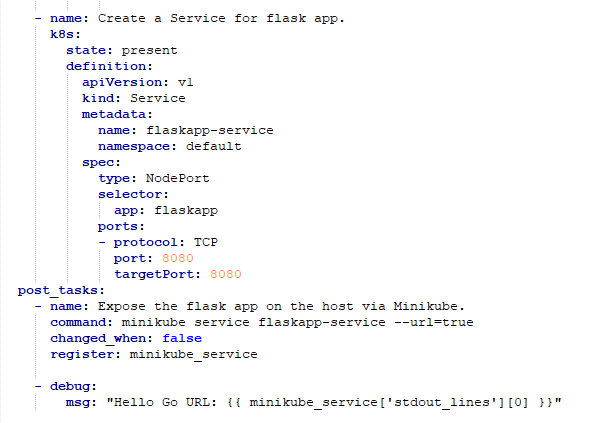 - name: Create a Service for flask app.
k8s:
state: present
definition:
apiVersion: v1
kind: Service
metadata:
name: flaskapp-service
namespace: default
spec:
type: NodePort
selector:
app: flaskapp
ports:
- protocol: TCP
port: 8080
targetPort: 8080
post_tasks:
- name: Expose the flask app on the host via Minikube.
command: minikube service flaskapp-service --url=true
changed_when: false
register: minikube_service
- debug:
msg: "Hello Go URL: {{ minikube_service['stdout_lines'][0] }}"